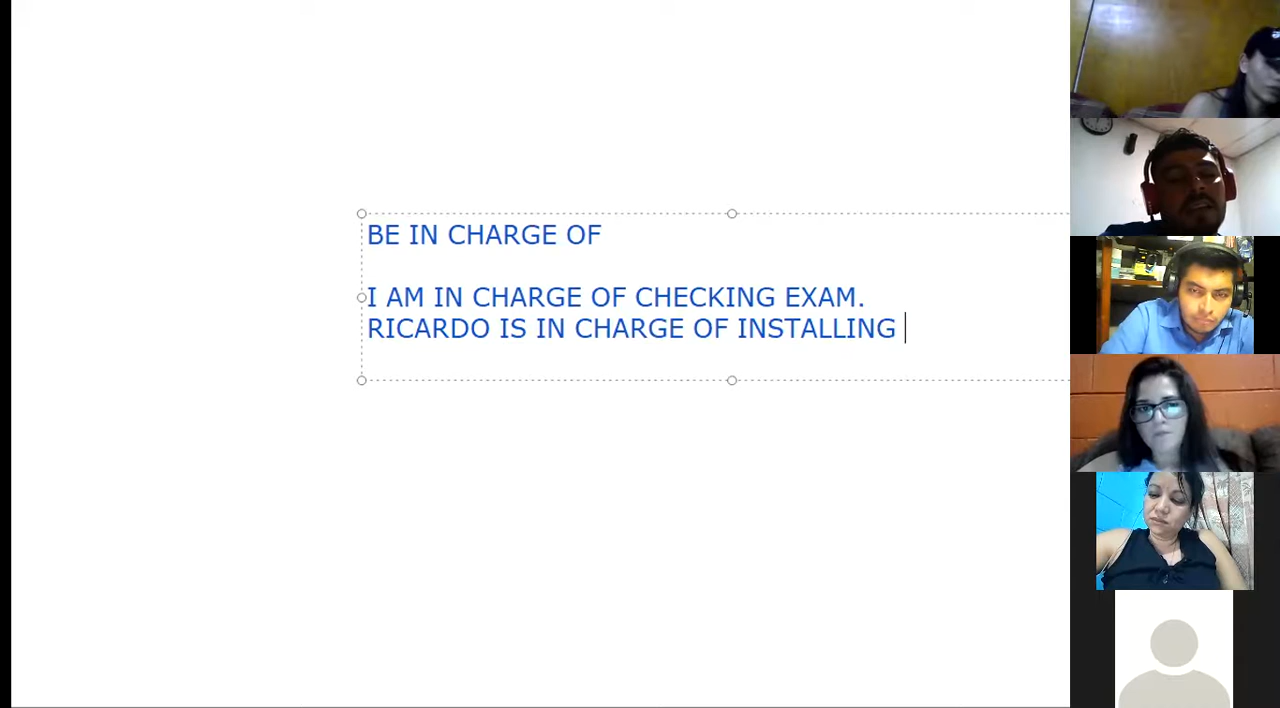 BE IN CHARGE OF
I AM IN CHARGE OF CHECKING EXAM.
RICARDO IS IN CHARGE OF INSTALLING